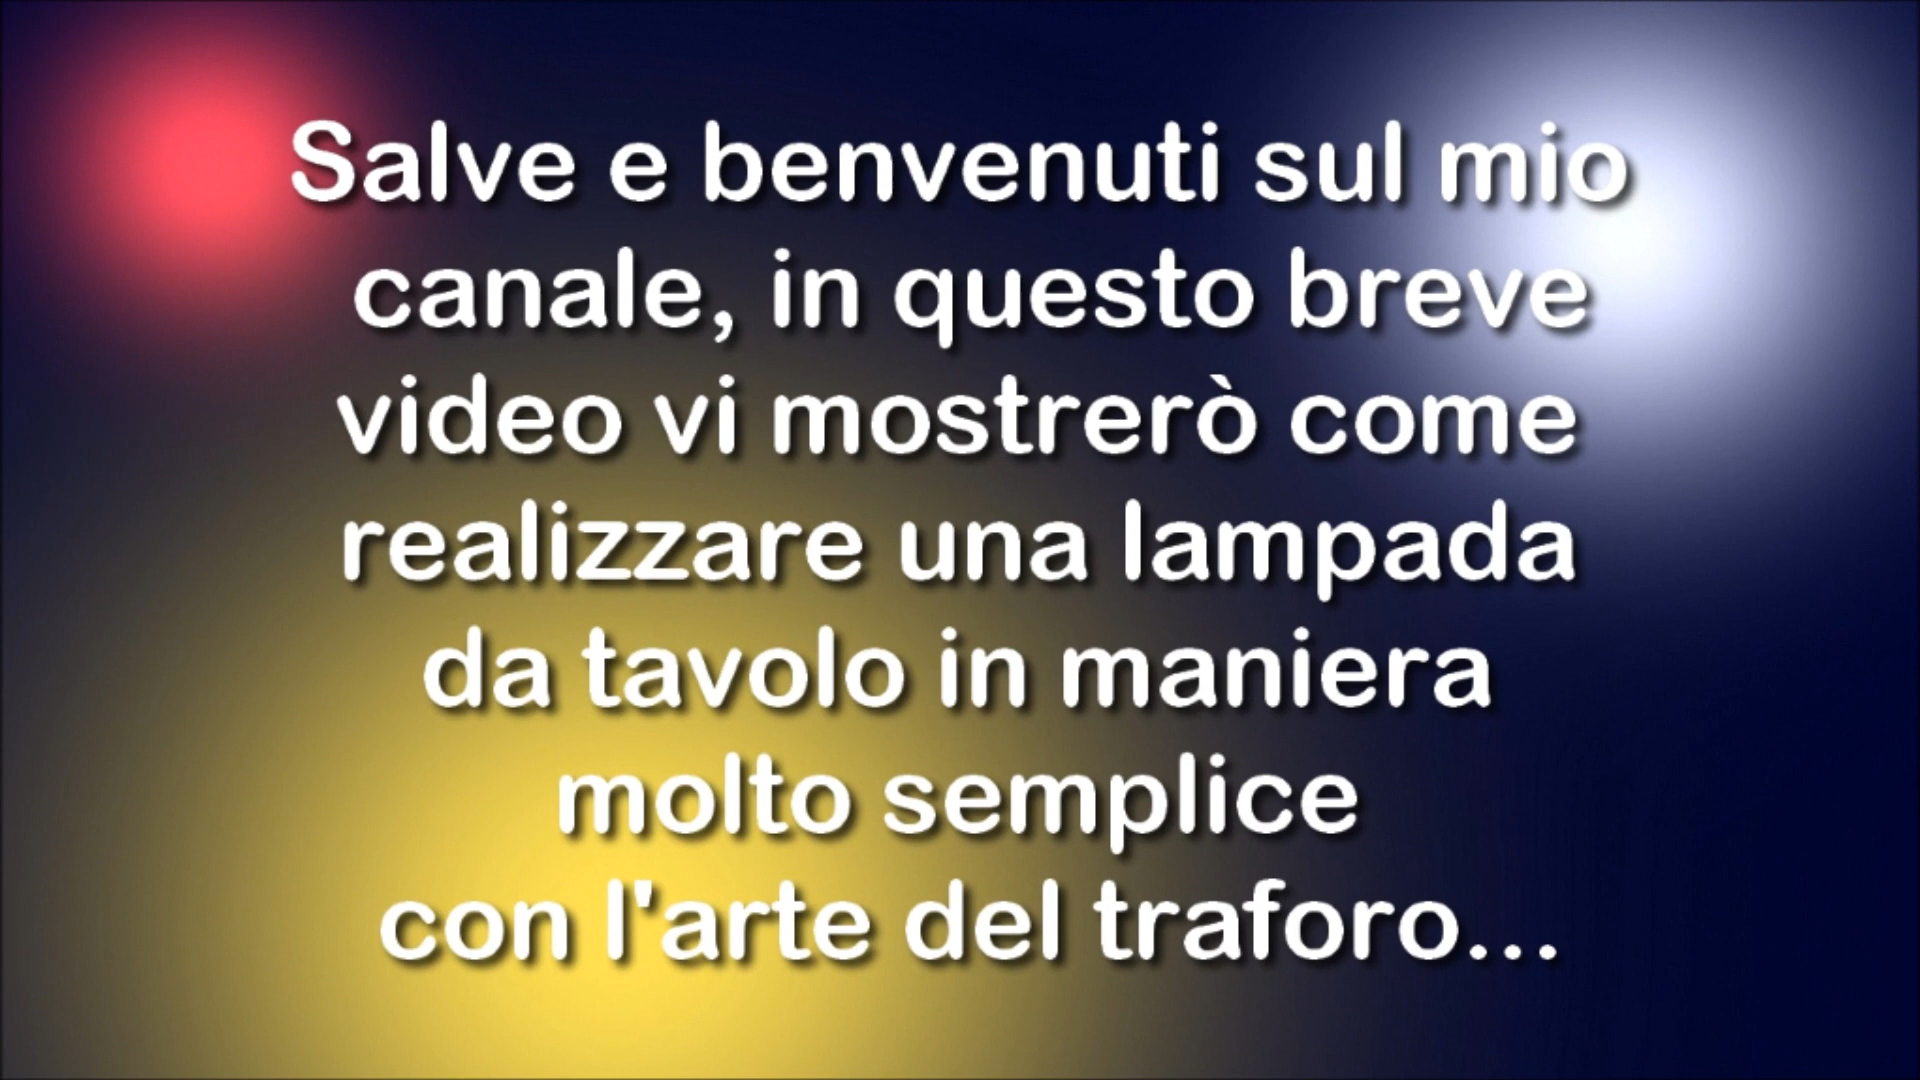 Salve e benvenuti sul mio
canale, in questo breve
video vi mostrerò come
realizzare una lampada
da tavolo in maniera
molto semplice
con l'arte del traforo...